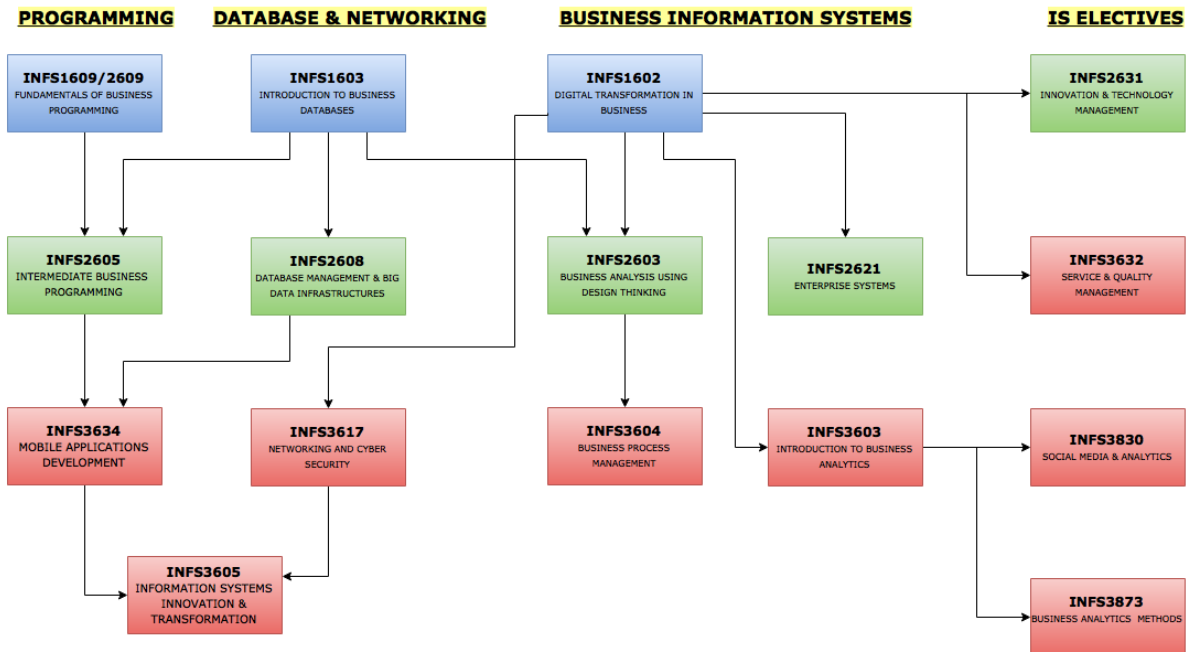 PROGRAMMING
DATABASE & NETWORKING
BUSINESS INFORMATION SYSTEMS
IS ELECTIVES
INFS1609/2609
FUNDAMENTALS OF BUSINESS
PROGRAMMING
INFS1603
INTRODUCTION TO BUSINESS
DATABASES
INFS1602
DIGITAL TRANSFORMATION IN
BUSINESS
INFS2631
INNOVATION & TECHNOLOGY
MANAGEMENT
INFS2605
INTERMEDIATE BUSINESS
PROGRAMMING
INFS2608
DATABASE MANAGEMENT & BIG
DATA INFRASTRUCTURES
INFS2603
BUSINESS ANALYSIS USING
DESIGN THINKING
INFS2621
ENTERPRISE SYSTEMS
INFS3632
SERVICE & QUALITY
MANAGEMENT
INFS3634
MOBILE APPLICATIONS
DEVELOPMENT
INFS3617
NETWORKING AND CYBER
SECURITY
INFS3604
BUSINESS PROCESS
MANAGEMENT
INFS3603
INTRODUCTION TO BUSINESS
ANALYTICS
INFS3830
SOCIAL MEDIA & ANALYTICS
INFS3605
INFORMATION SYSTEMS
INNOVATION &
TRANSFORMATION
INFS3873
BUSINESS ANALYTICS METHODS